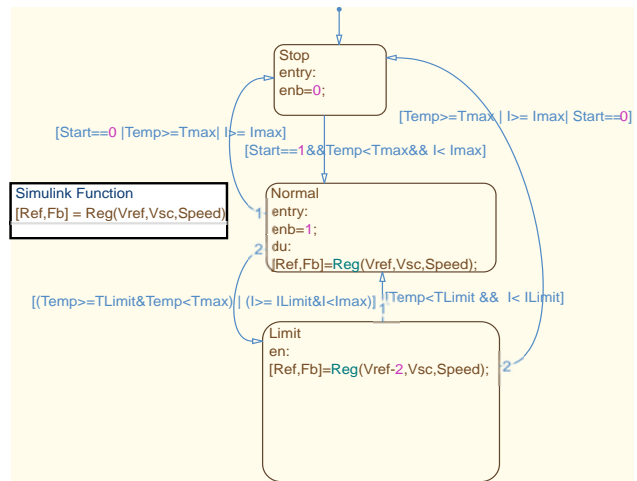 Stop
entry:
enb=0;
[Temp>=Tmax | I>= Imax| Start==0]
[Start==0 |Temp>=Tmax| I>= Imax]
[Start==1&&Temp<Tmax&& I< Imax]
Simulink Function
[Ref,Fb] = Reg(Vref,Vsc,Speed)
Normal
1
entry:
enb=1;
2
du:
[Ref,Fb]=Reg(Vref,Vsc,Speed);
[(Temp>=TLimit&Temp<Tmax) | (I>= ILimit&I<Imax)]
[Temp<TLimit && I< ILimit]
1
Limit
en:
[Ref,Fb]=Reg(Vref-2,Vsc,Speed);
2